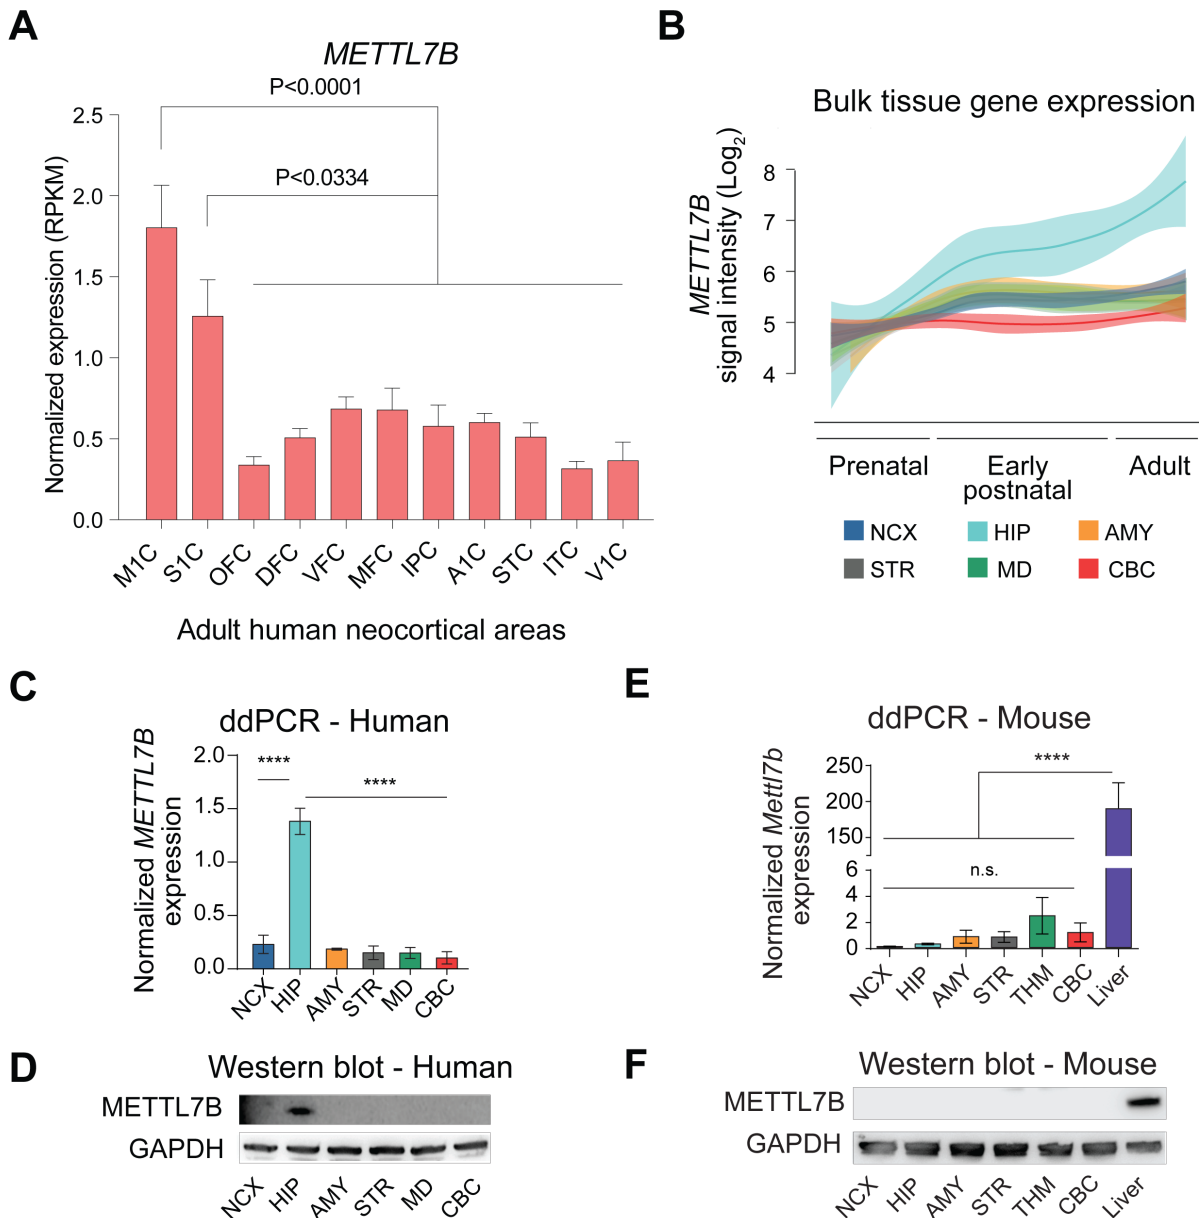 A
METTL7B
P<0.0001
P<0.0334
Normalized expression (RPKM)
2.5
2.0
1.5
1.0
0.5
0.0
M1C
S1C
OFC
DFC
VFC
MFC
IPC
A1C
STC
ITC
V1C
Adult human neocortical areas
B
Bulk tissue gene expression
METTL7B
signal intensity (Log2)
8
7
6
5
4
Prenatal
Early
postnatal
Adult
NCX
HIP
AMY
STR
MD
CBC
C
ddPCR - Human
Normalized METTL7B
expression
2.0
1.5
1.0
0.5
0.0
****
****
NCX
HIP
AMY
STR
MD
CBC
D
Western blot - Human
METTL7B
GAPDH
NCX
HIP
AMY
STR
MD
CBC
E
ddPCR - Mouse
Normalized Mettl7b
expression
250
200
150
6
4
2
0
****
n.s.
NCX
HIP
AMY
STR
THM
CBC
Liver
F
Western blot - Mouse
METTL7B
GAPDH
NCX
HIP
AMY
STR
THM
CBC
Liver